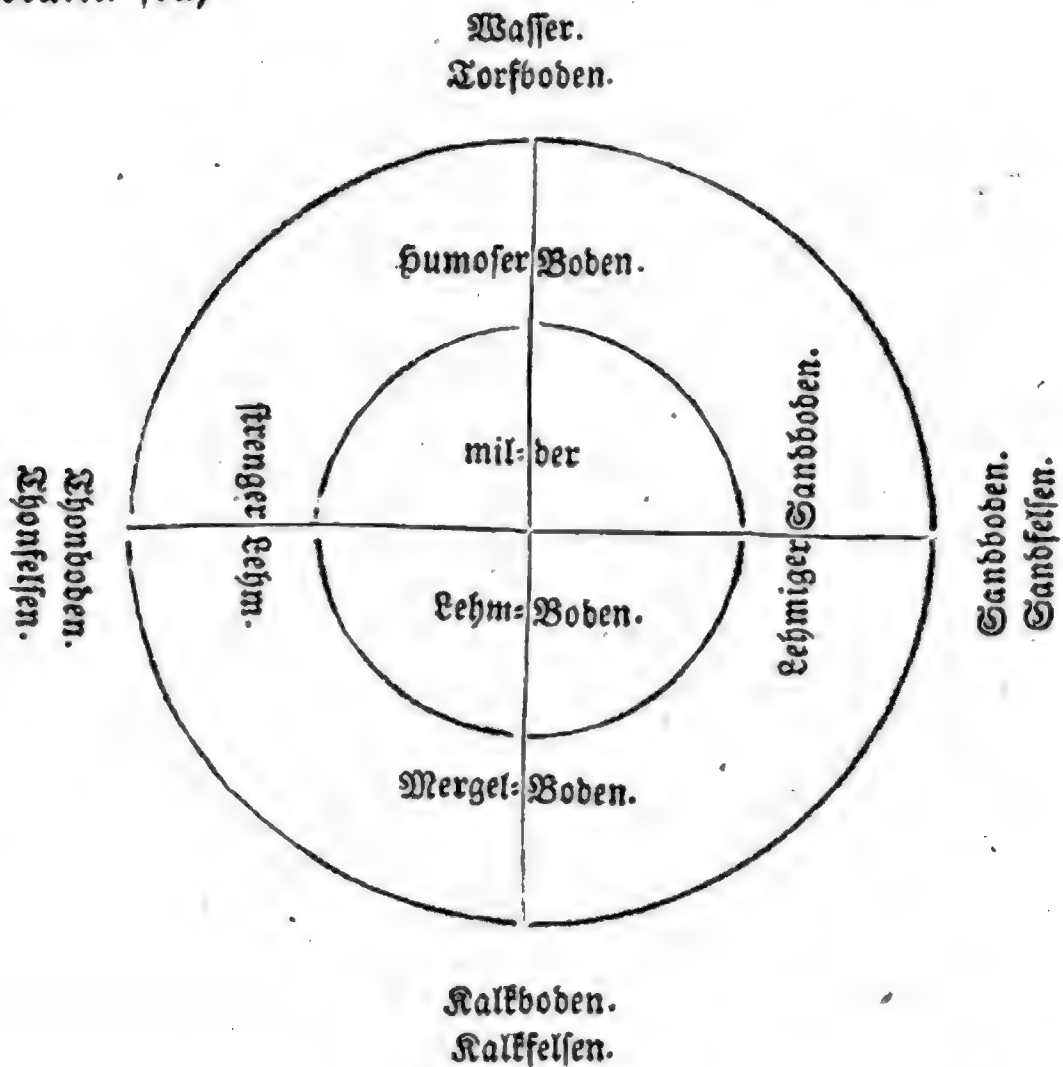 Wasser.
Torfboden.
Humoser Boden.
strenger Lehm.
mil=der
Lehm=Boden.
Lehmiger Sandboden.
Thonboden.
Thonfelsen.
Sandboden.
Sandfelsen.
Mergel=Boden.
Kalkboden.
Kalkfelsen.